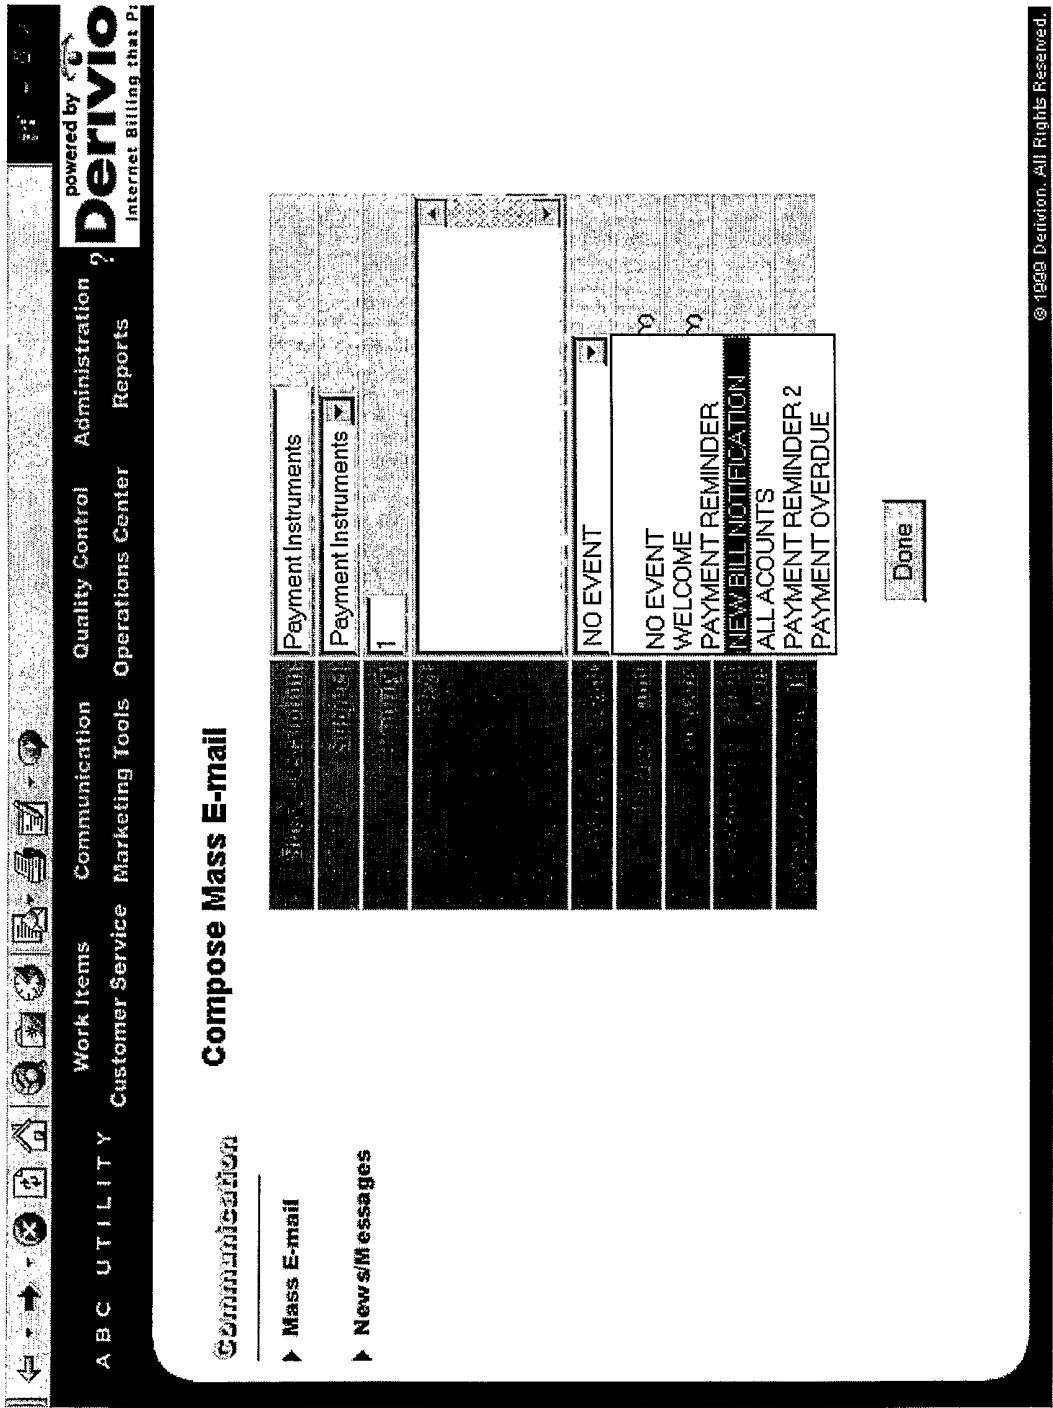 powered by
Derivio
Internet Billing that P
A B C   U T I L I T Y
Work Items   Communication   Quality Control   Administration   ?
Customer Service   Marketing Tools   Operations Center   Reports
Communication
Mass E-mail
News/Messages
Compose Mass E-mail
Payment Instruments
Subject   Payment Instruments
1
NO EVENT
NO EVENT
WELCOME
PAYMENT REMINDER
NEW BILL NOTIFICATION
ALL ACOUNTS
PAYMENT REMINDER 2
PAYMENT OVERDUE
Done
© 1999 Derivion. All Rights Reserved.